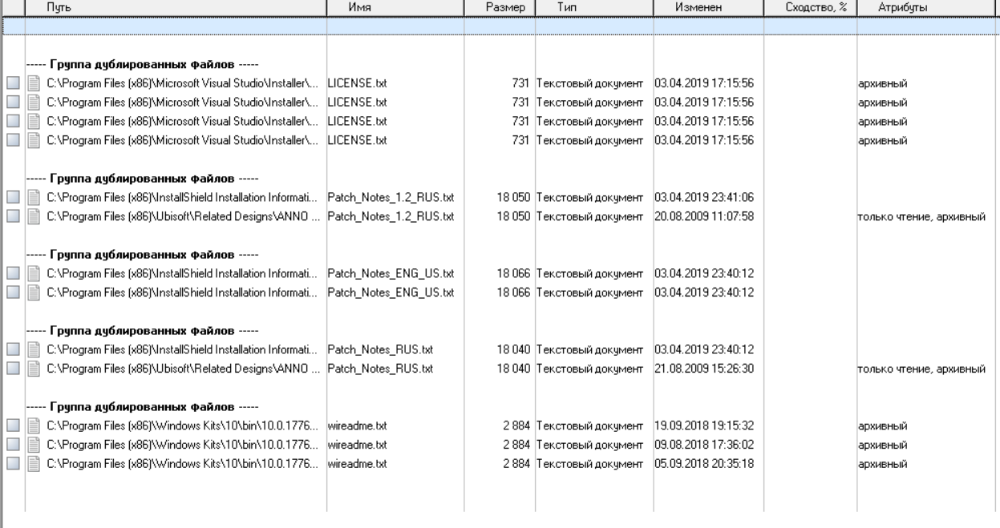 Путь Имя Размер Тип Изменен Сходство, % Атрибуты
----- Группа дублированных файлов -----
C:\Program Files (x86)\Microsoft Visual Studio\Installer\... LICENSE.txt 731 Текстовый документ 03.04.2019 17:15:56 архивный
C:\Program Files (x86)\Microsoft Visual Studio\Installer\... LICENSE.txt 731 Текстовый документ 03.04.2019 17:15:56 архивный
C:\Program Files (x86)\Microsoft Visual Studio\Installer\... LICENSE.txt 731 Текстовый документ 03.04.2019 17:15:56 архивный
C:\Program Files (x86)\Microsoft Visual Studio\Installer\... LICENSE.txt 731 Текстовый документ 03.04.2019 17:15:56 архивный
----- Группа дублированных файлов -----
C:\Program Files (x86)\InstallShield Installation Informati... Patch_Notes_1.2_RUS.txt 18 050 Текстовый документ 03.04.2019 23:41:06
C:\Program Files (x86)\Ubisoft\Related Designs\ANNO ... Patch_Notes_1.2_RUS.txt 18 050 Текстовый документ 20.08.2009 11:07:58 только чтение, архивный
----- Группа дублированных файлов -----
C:\Program Files (x86)\InstallShield Installation Informati... Patch_Notes_ENG_US.txt 18 066 Текстовый документ 03.04.2019 23:40:12
C:\Program Files (x86)\InstallShield Installation Informati... Patch_Notes_ENG_US.txt 18 066 Текстовый документ 03.04.2019 23:40:12
----- Группа дублированных файлов -----
C:\Program Files (x86)\InstallShield Installation Informati... Patch_Notes_RUS.txt 18 040 Текстовый документ 03.04.2019 23:40:12
C:\Program Files (x86)\Ubisoft\Related Designs\ANNO ... Patch_Notes_RUS.txt 18 040 Текстовый документ 21.08.2009 15:26:30 только чтение, архивный
----- Группа дублированных файлов -----
C:\Program Files (x86)\Windows Kits\10\bin\10.0.1776... wireadme.txt 2 884 Текстовый документ 19.09.2018 19:15:32 архивный
C:\Program Files (x86)\Windows Kits\10\bin\10.0.1776... wireadme.txt 2 884 Текстовый документ 09.08.2018 17:36:02 архивный
C:\Program Files (x86)\Windows Kits\10\bin\10.0.1776... wireadme.txt 2 884 Текстовый документ 05.09.2018 20:35:18 архивный